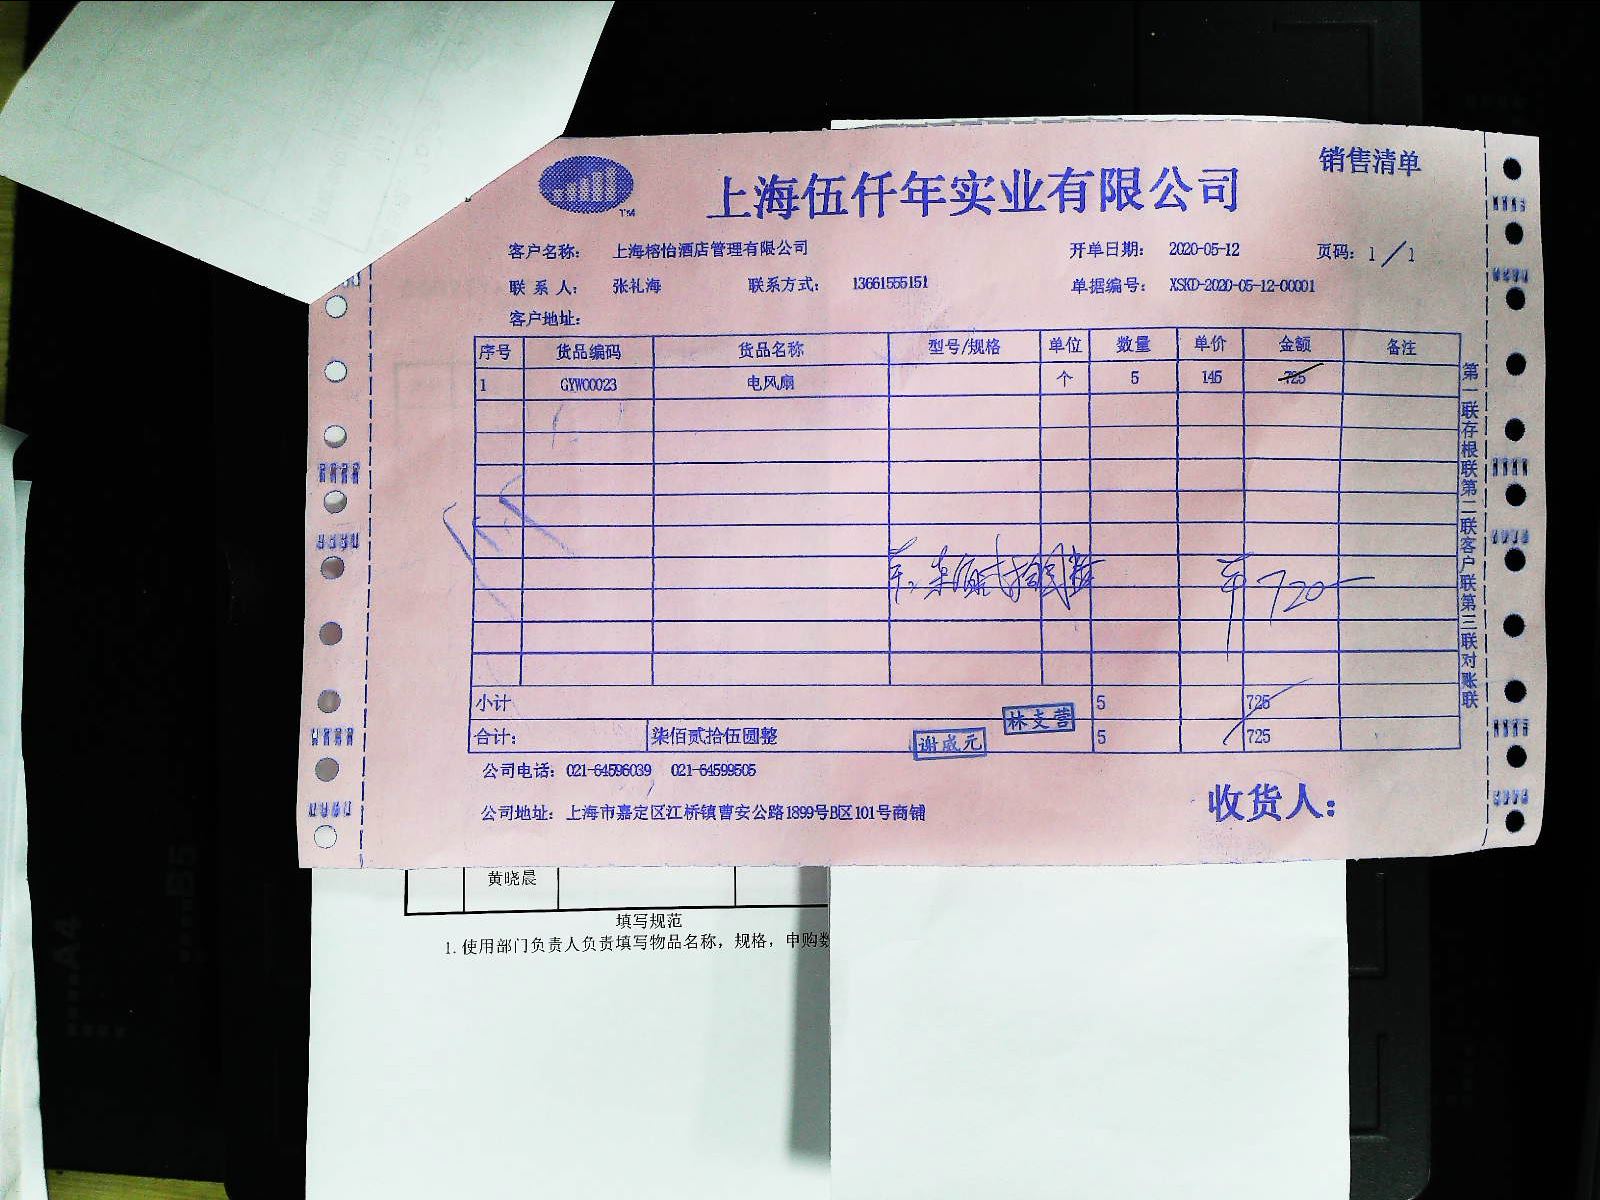 销售清单
TM
上海伍仟年实业有限公司
客户名称: 上海榕怡酒店管理有限公司 开单日期: 2020-05-12 页码: 1/1
联系人: 张礼海 联系方式: 13661555151 单据编号: XSKD-2020-05-12-00001
客户地址:
序号 货品编码 货品名称 型号/规格 单位 数量 单价 金额 备注
1 GYW00023 电风扇 个 5 145 725
柒佰贰拾圆整 720-
小计 5 725
合计: 柒佰贰拾伍圆整 5 725
林支营
谢威元
公司电话: 021-64596039 021-64599505
公司地址: 上海市嘉定区江桥镇曹安公路1899号B区101号商铺
收货人:
第一联存根联第二联客户联第三联对账联
黄晓晨
填写规范
1. 使用部门负责人负责填写物品名称，规格，申购数
A4
B5